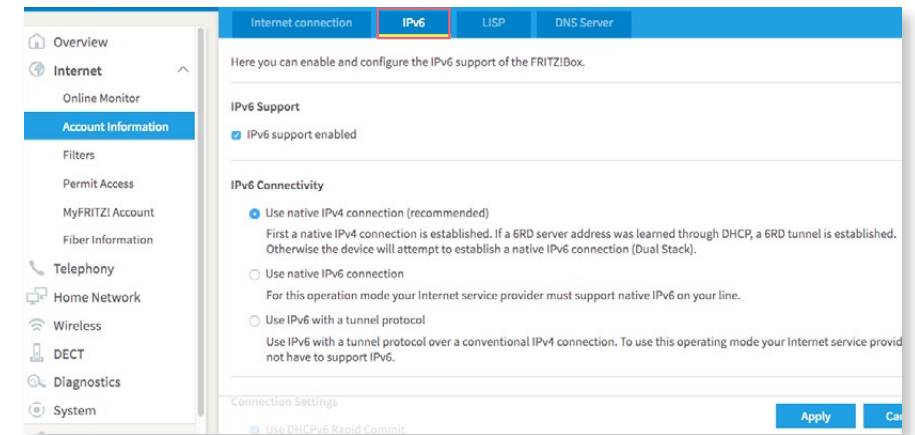 Internet connection
IPv6
LISP
DNS Server
Overview
Internet
Online Monitor
Account Information
Filters
Permit Access
MyFRITZ! Account
Fiber Information
Telephony
Home Network
Wireless
DECT
Diagnostics
System
Here you can enable and configure the IPv6 support of the FRITZ!Box.
IPv6 Support
IPv6 support enabled
IPv6 Connectivity
Use native IPv4 connection (recommended)
First a native IPv4 connection is established. If a 6RD server address was learned through DHCP, a 6RD tunnel is established.
Otherwise the device will attempt to establish a native IPv6 connection (Dual Stack).
Use native IPv6 connection
For this operation mode your Internet service provider must support native IPv6 on your line.
Use IPv6 with a tunnel protocol
Use IPv6 with a tunnel protocol over a conventional IPv4 connection. To use this operating mode your Internet service provid
not have to support IPv6.
Connection Settings
Use DHCPv6 Rapid Commit
Apply
Ca